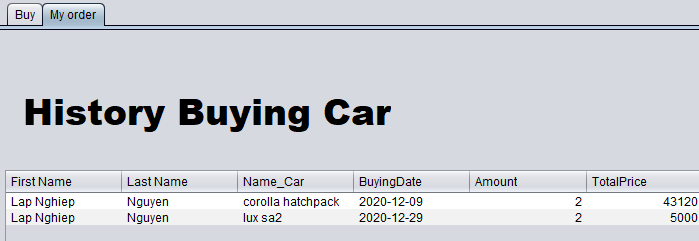 Buy My order
History Buying Car
First Name Last Name Name_Car BuyingDate Amount TotalPrice
Lap Nghiep Nguyen corolla hatchpack 2020-12-09 2 43120
Lap Nghiep Nguyen lux sa2 2020-12-29 2 5000